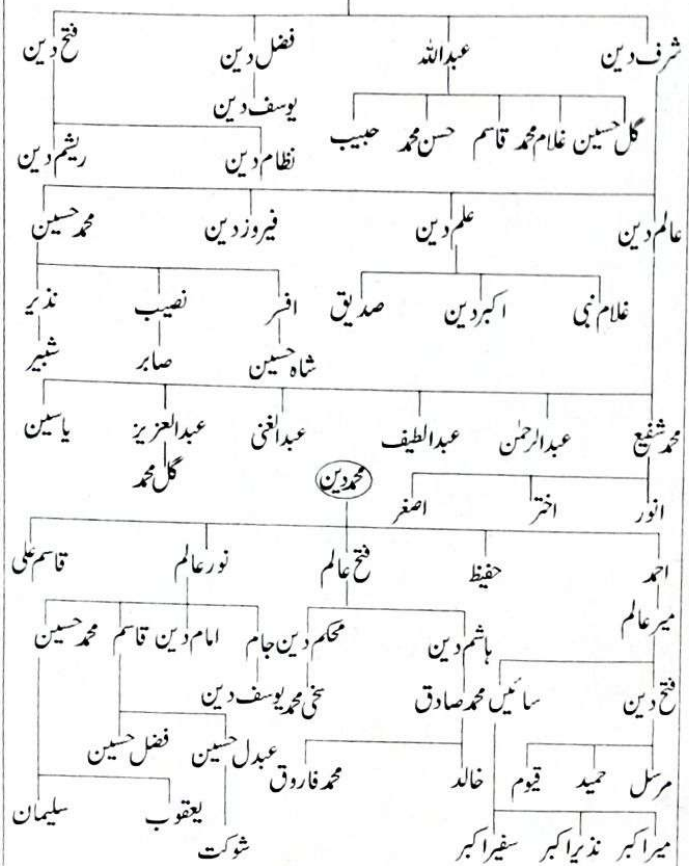 شرف دین عبداللہ فضل دین فتح دین
یوسف دین
گل حسین غلام محمد قاسم حسن محمد حبیب
نظام دین ریشم دین
عالم دین علم دین فیروز دین محمد حسین
غلام نبی اکبر دین صدیق افسر نصیب نذیر
شاہ حسین صابر شبیر
محمد شفیع عبدالرحمٰن عبدالطیف عبدالغنی عبدالعزیز یاسین
گل محمد
انور اختر اصغر
محمد دین
احمد حفیظ فتح عالم نور عالم قاسم علی
میر عالم
ہاشم دین محکم دین جام امام دین قاسم محمد حسین
فتح دین سائیں محمد صادق سخی محمد یوسف دین
فضل حسین عبدل حسین
مرسل حمید قیوم خالد محمد فاروق
یعقوب سلیمان
میر اکبر نذیر اکبر سفیر اکبر شوکت